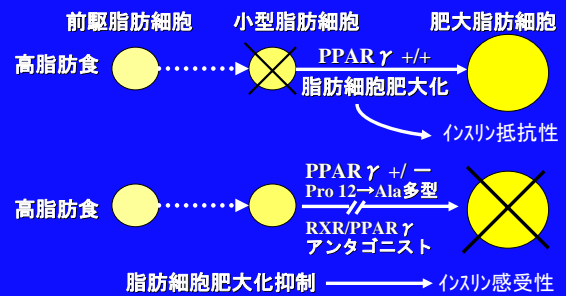 前駆脂肪細胞 小型脂肪細胞 肥大脂肪細胞
高脂肪食 PPARγ +/+
脂肪細胞肥大化
インスリン抵抗性
PPARγ +/－
Pro 12→Ala多型
高脂肪食
RXR/PPARγ
アンタゴニスト
脂肪細胞肥大化抑制 インスリン感受性